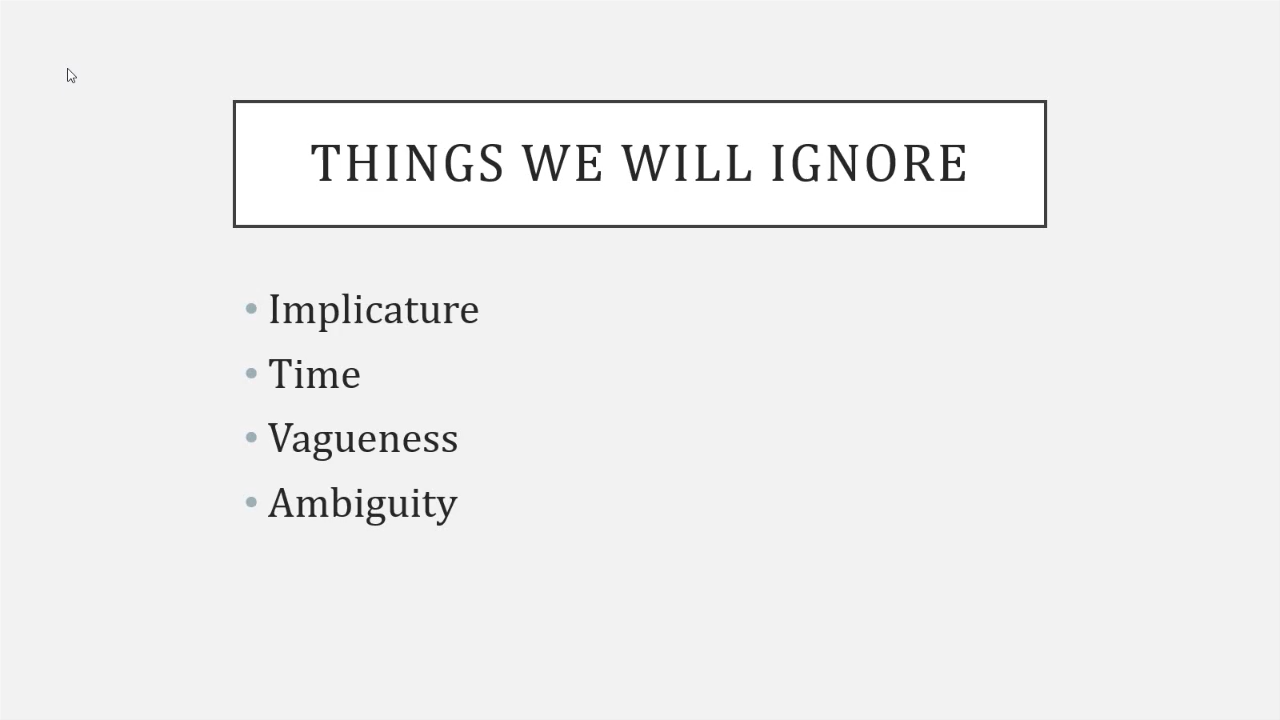 THINGS WE WILL IGNORE
• Implicature
• Time
• Vagueness
• Ambiguity